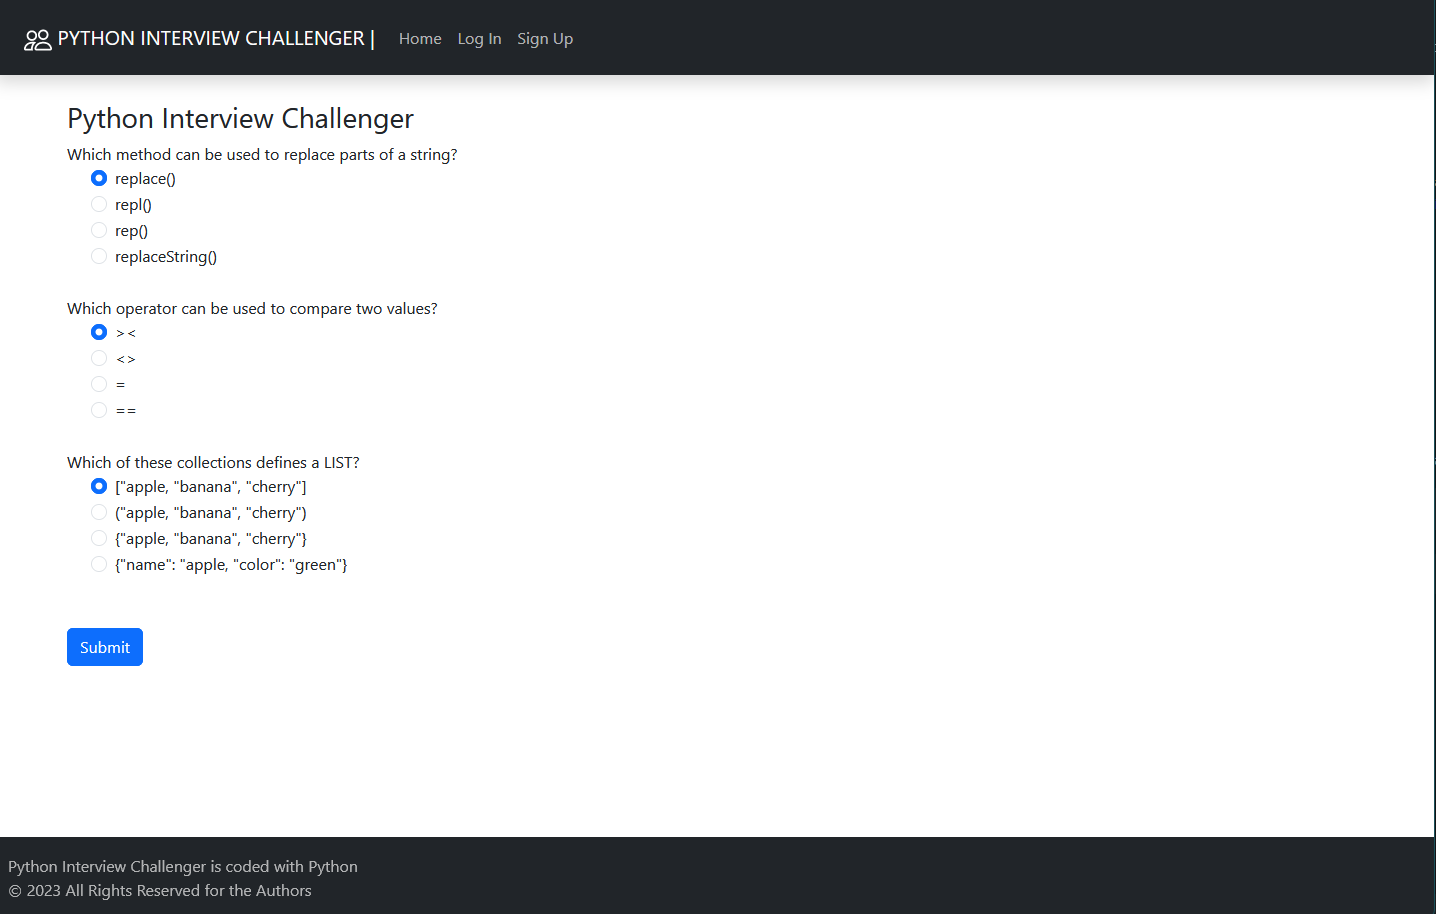 PYTHON INTERVIEW CHALLENGER | Home Log In Sign Up
Python Interview Challenger
Which method can be used to replace parts of a string?
replace()
repl()
rep()
replaceString()
Which operator can be used to compare two values?
><
<>
=
==
Which of these collections defines a LIST?
["apple, "banana", "cherry"]
("apple, "banana", "cherry")
{"apple, "banana", "cherry"}
{"name": "apple, "color": "green"}
Submit
Python Interview Challenger is coded with Python
© 2023 All Rights Reserved for the Authors